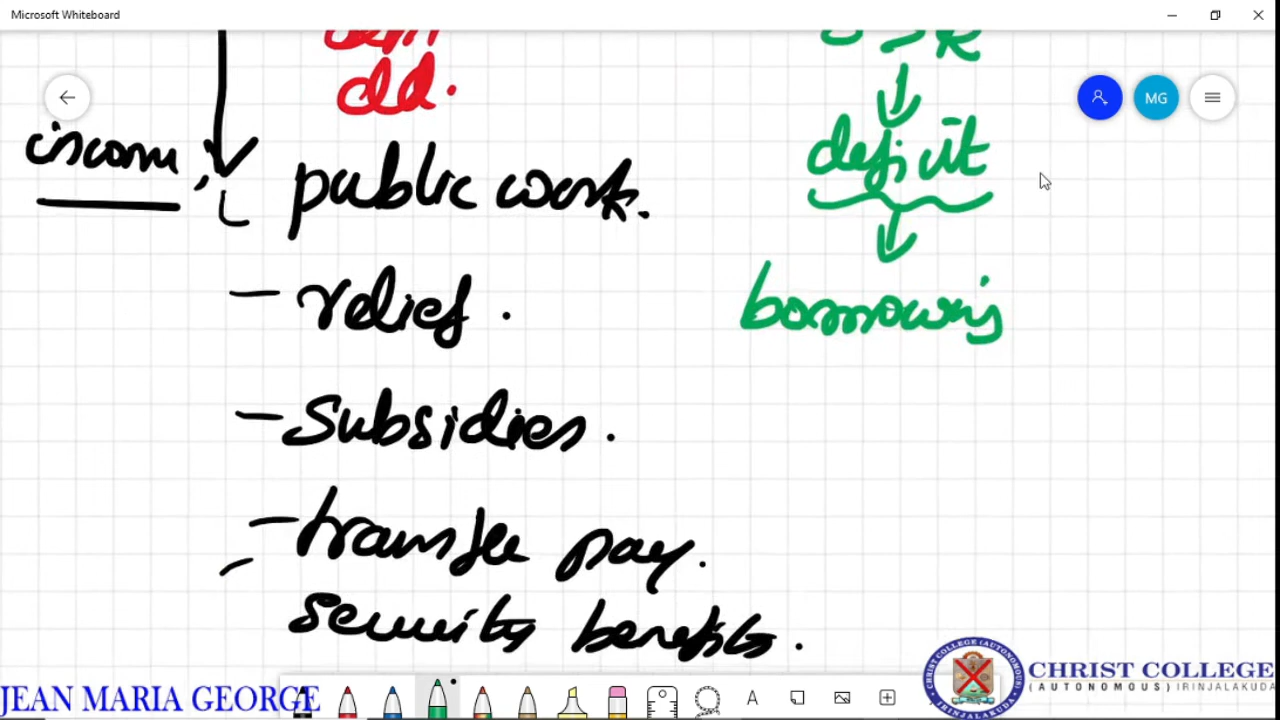 Microsoft Whiteboard
dd.
MG
income,
public work.
deficit
- relief.
borrowing
- subsidies.
- transfer pay.
- security benefits.
JEAN MARIA GEORGE
A
CHRIST COLLEGE
(AUTONOMOUS) IRINJALAKUDA